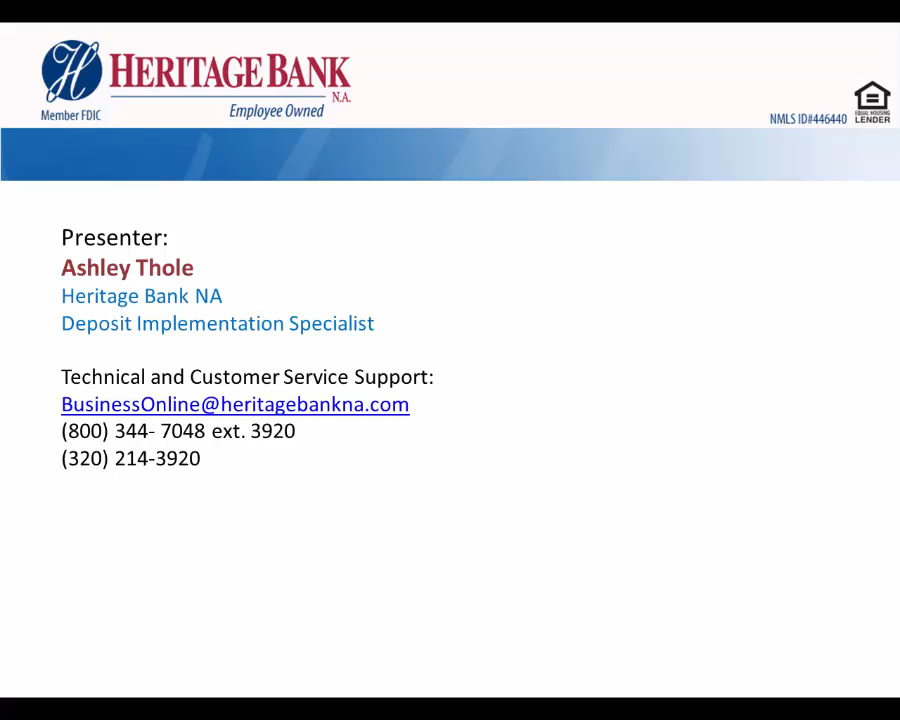 H HERITAGE BANK
N.A.
Member FDIC
Employee Owned
NMLS ID#446440
EQUAL HOUSING
LENDER
Presenter:
Ashley Thole
Heritage Bank NA
Deposit Implementation Specialist
Technical and Customer Service Support:
BusinessOnline@heritagebankna.com
(800) 344- 7048 ext. 3920
(320) 214-3920